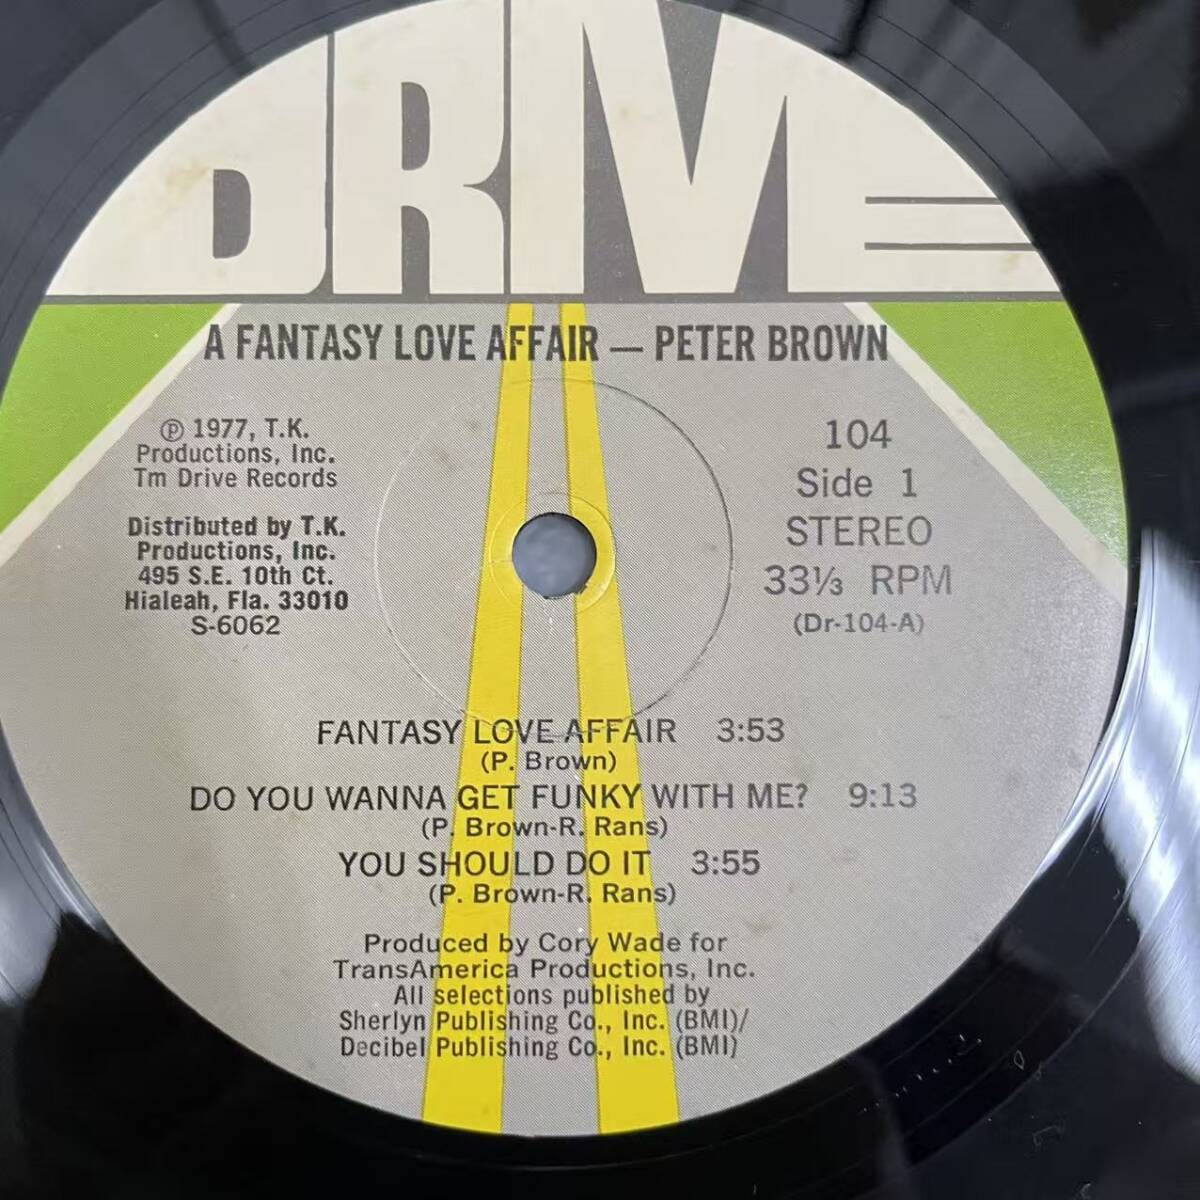 DRIVE
A FANTASY LOVE AFFAIR — PETER BROWN
℗ 1977, T.K.
Productions, Inc.
Tm Drive Records
Distributed by T.K.
Productions, Inc.
495 S.E. 10th Ct.
Hialeah, Fla. 33010
S-6062
104
Side 1
STEREO
33⅓ RPM
(Dr-104-A)
FANTASY LOVE AFFAIR 3:53
(P. Brown)
DO YOU WANNA GET FUNKY WITH ME? 9:13
(P. Brown-R. Rans)
YOU SHOULD DO IT 3:55
(P. Brown-R. Rans)
Produced by Cory Wade for
TransAmerica Productions, Inc.
All selections published by
Sherlyn Publishing Co., Inc. (BMI)/
Decibel Publishing Co., Inc. (BMI)